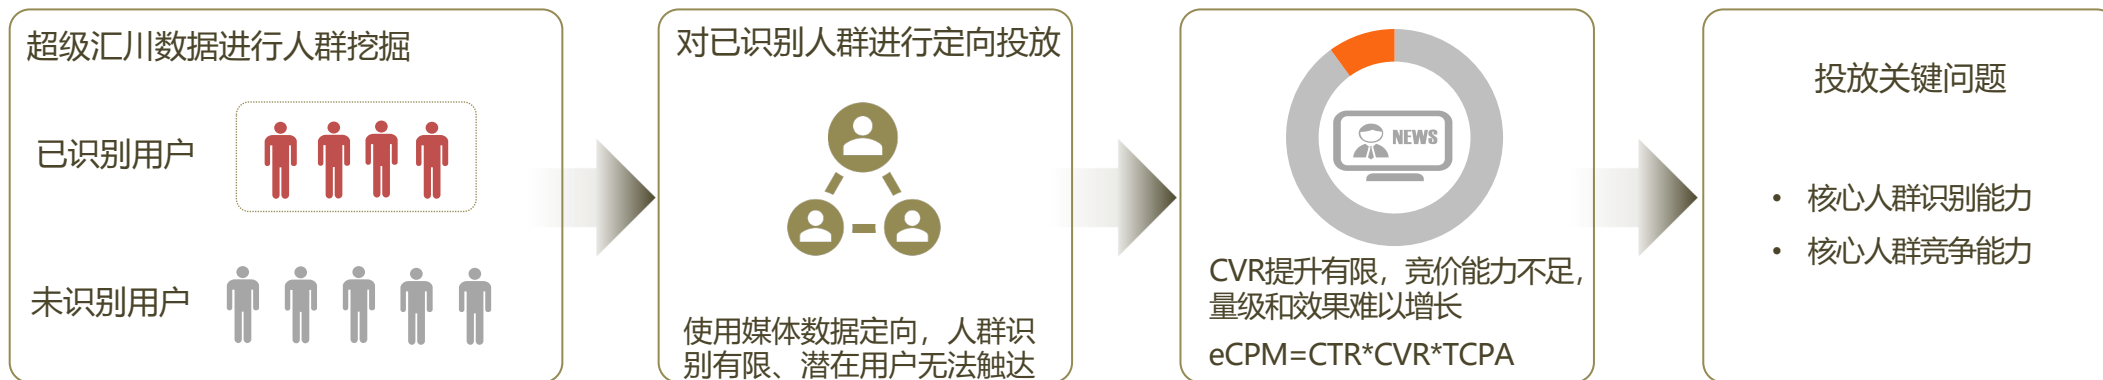 超级汇川数据进行人群挖掘
已识别用户
未识别用户
对已识别人群进行定向投放
使用媒体数据定向，人群识
别有限、潜在用户无法触达
NEWS
CVR提升有限，竞价能力不足，
量级和效果难以增长
eCPM=CTR*CVR*TCPA
投放关键问题
• 核心人群识别能力
• 核心人群竞争能力